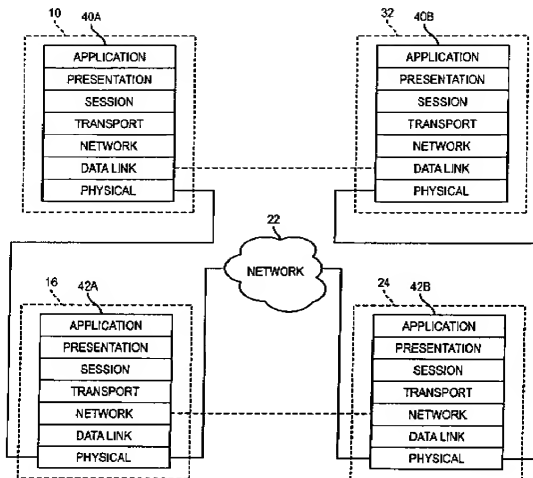 10
40A
APPLICATION
PRESENTATION
SESSION
TRANSPORT
NETWORK
DATA LINK
PHYSICAL
32
40B
APPLICATION
PRESENTATION
SESSION
TRANSPORT
NETWORK
DATA LINK
PHYSICAL
22
NETWORK
16
42A
APPLICATION
PRESENTATION
SESSION
TRANSPORT
NETWORK
DATA LINK
PHYSICAL
24
42B
APPLICATION
PRESENTATION
SESSION
TRANSPORT
NETWORK
DATA LINK
PHYSICAL